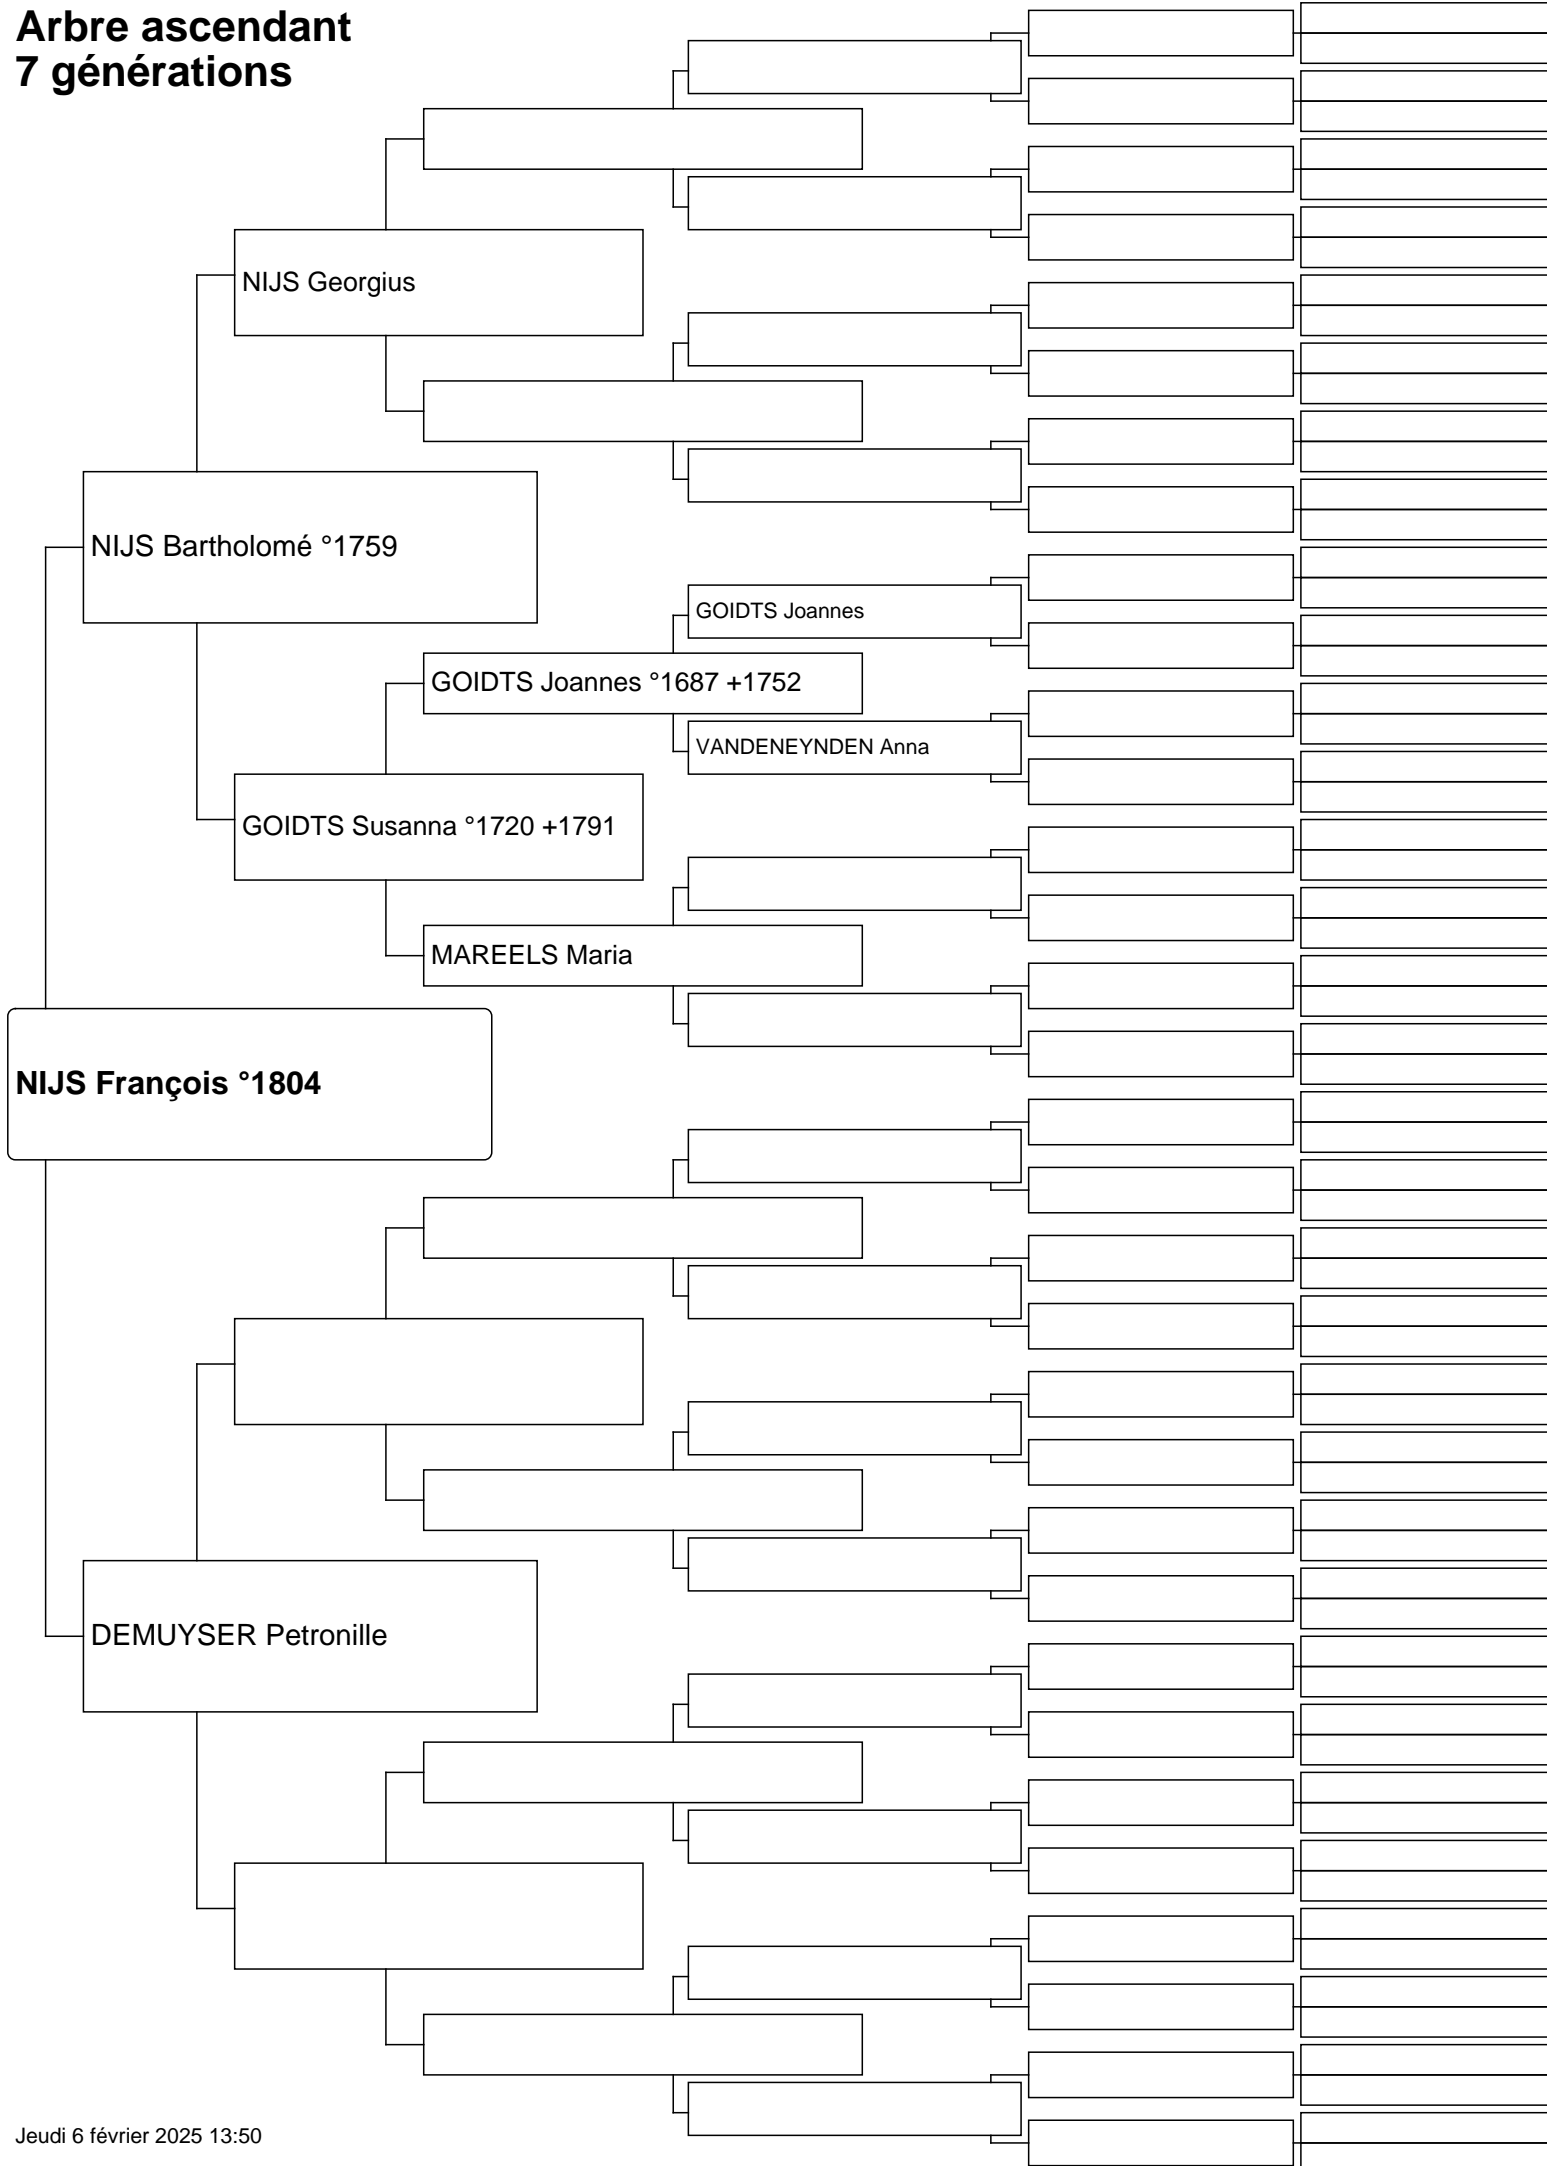 Arbre ascendant
7 générations
NIJS Georgius
NIJS Bartholomé °1759
GOIDTS Joannes
GOIDTS Joannes °1687 +1752
VANDENEYNDEN Anna
GOIDTS Susanna °1720 +1791
MAREELS Maria
NIJS François °1804
DEMUYSER Petronille
Jeudi 6 février 2025 13:50